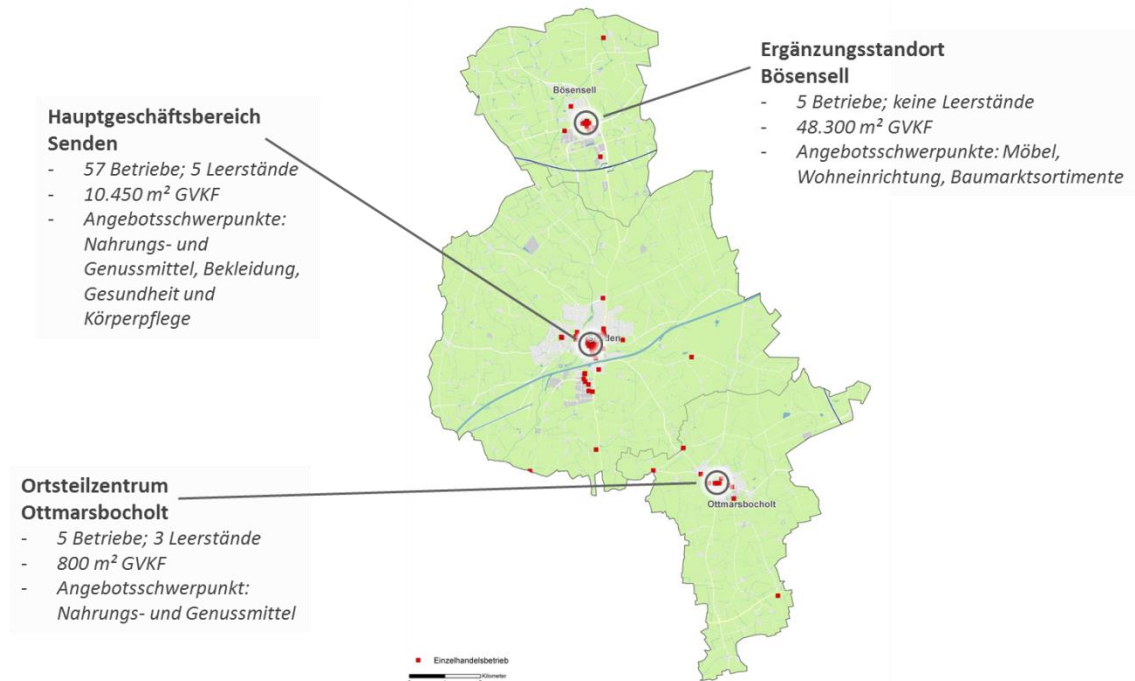 Ergänzungsstandort
Bösensell
- 5 Betriebe; keine Leerstände
- 48.300 m² GVKF
- Angebotsschwerpunkte: Möbel,
Wohneinrichtung, Baumarktsortimente
Hauptgeschäftsbereich
Senden
- 57 Betriebe; 5 Leerstände
- 10.450 m² GVKF
- Angebotsschwerpunkte:
Nahrungs- und
Genussmittel, Bekleidung,
Gesundheit und
Körperpflege
Ortsteilzentrum
Ottmarsbocholt
- 5 Betriebe; 3 Leerstände
- 800 m² GVKF
- Angebotsschwerpunkt:
Nahrungs- und Genussmittel
Bösensell
Ottmarsbocholt
Einzelhandelsbetrieb
Kilometer